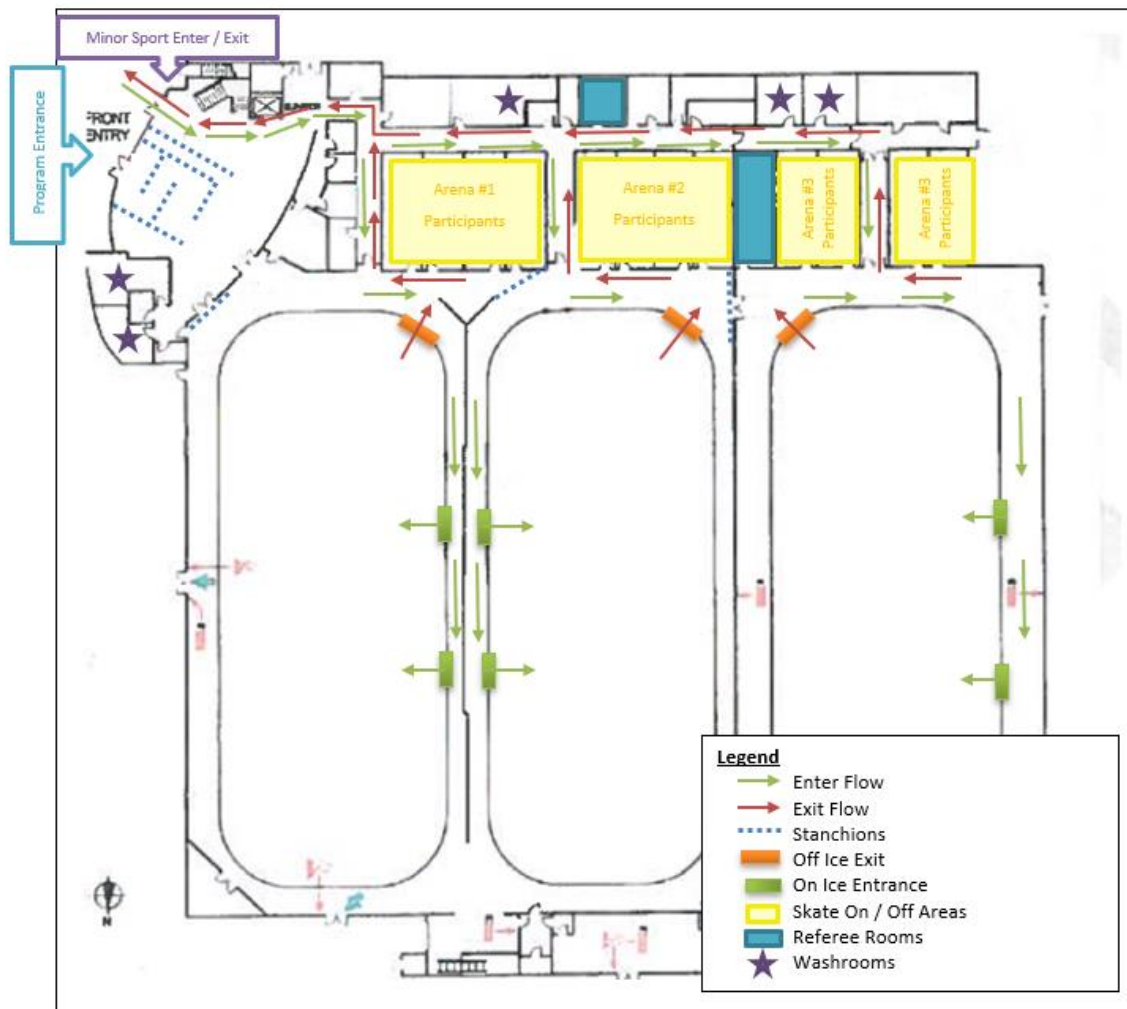 Minor Sport Enter / Exit
Program Entrance
FRONT
ENTRY
Arena #1
Participants
Arena #2
Participants
Arena #3
Participants
Arena #3
Participants
N
Legend
Enter Flow
Exit Flow
Stanchions
Off Ice Exit
On Ice Entrance
Skate On / Off Areas
Referee Rooms
Washrooms